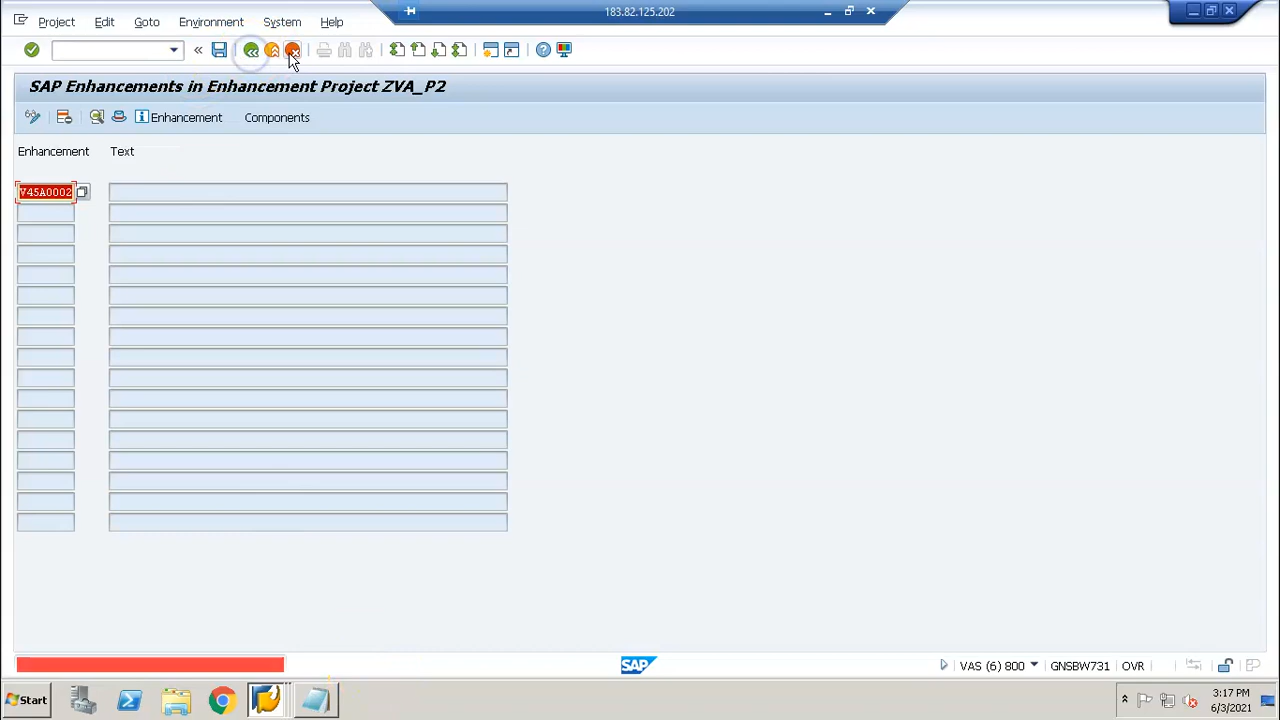 183.82.125.202
Project Edit Goto Environment System Help
SAP Enhancements in Enhancement Project ZVA_P2
Enhancement Components
Enhancement Text
V45A0002
SAP
VAS (6) 800 GNSBW731 OVR
Start
3:17 PM
6/3/2021